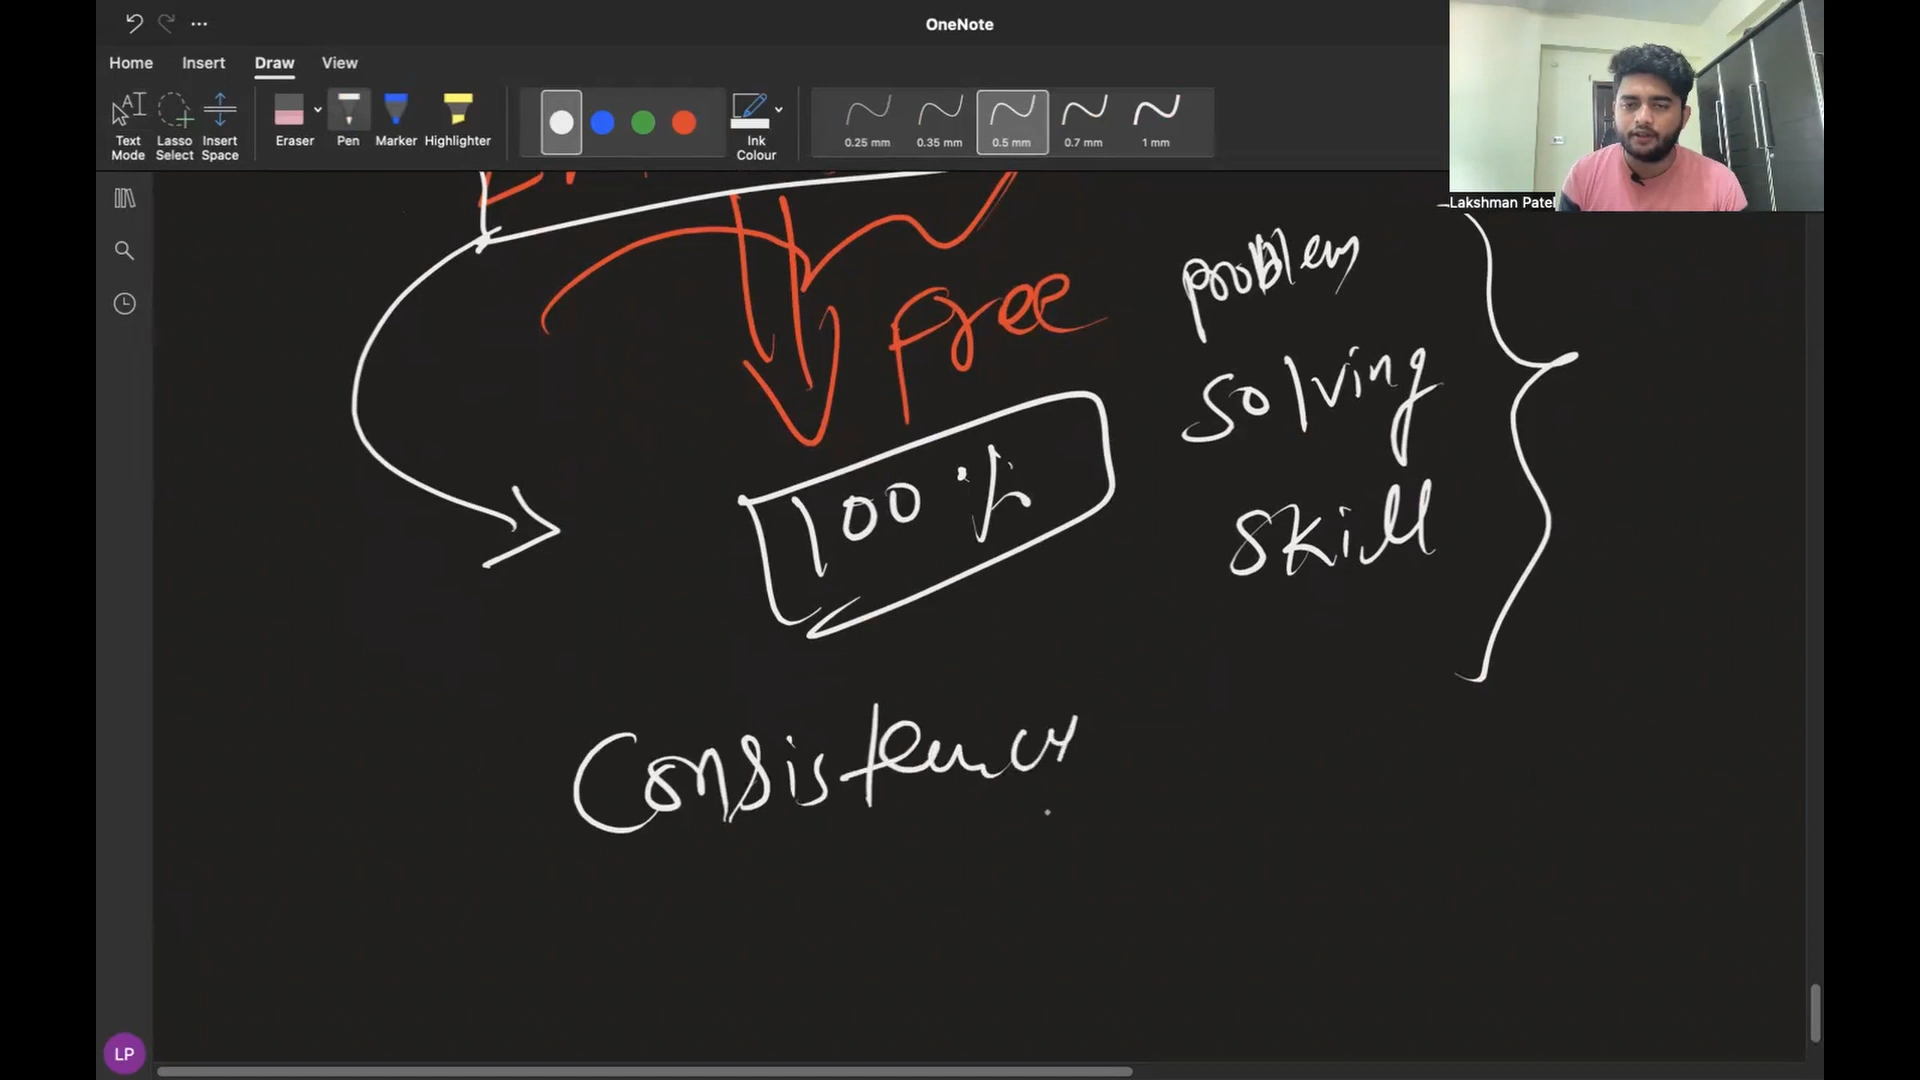 OneNote
Home Insert Draw View
Text Mode
Lasso Select
Insert Space
Eraser
Pen
Marker
Highlighter
Ink Colour
0.25 mm
0.35 mm
0.5 mm
0.7 mm
1 mm
Lakshman Patel
problem
free
solving
100 %
skill
Consistency
LP